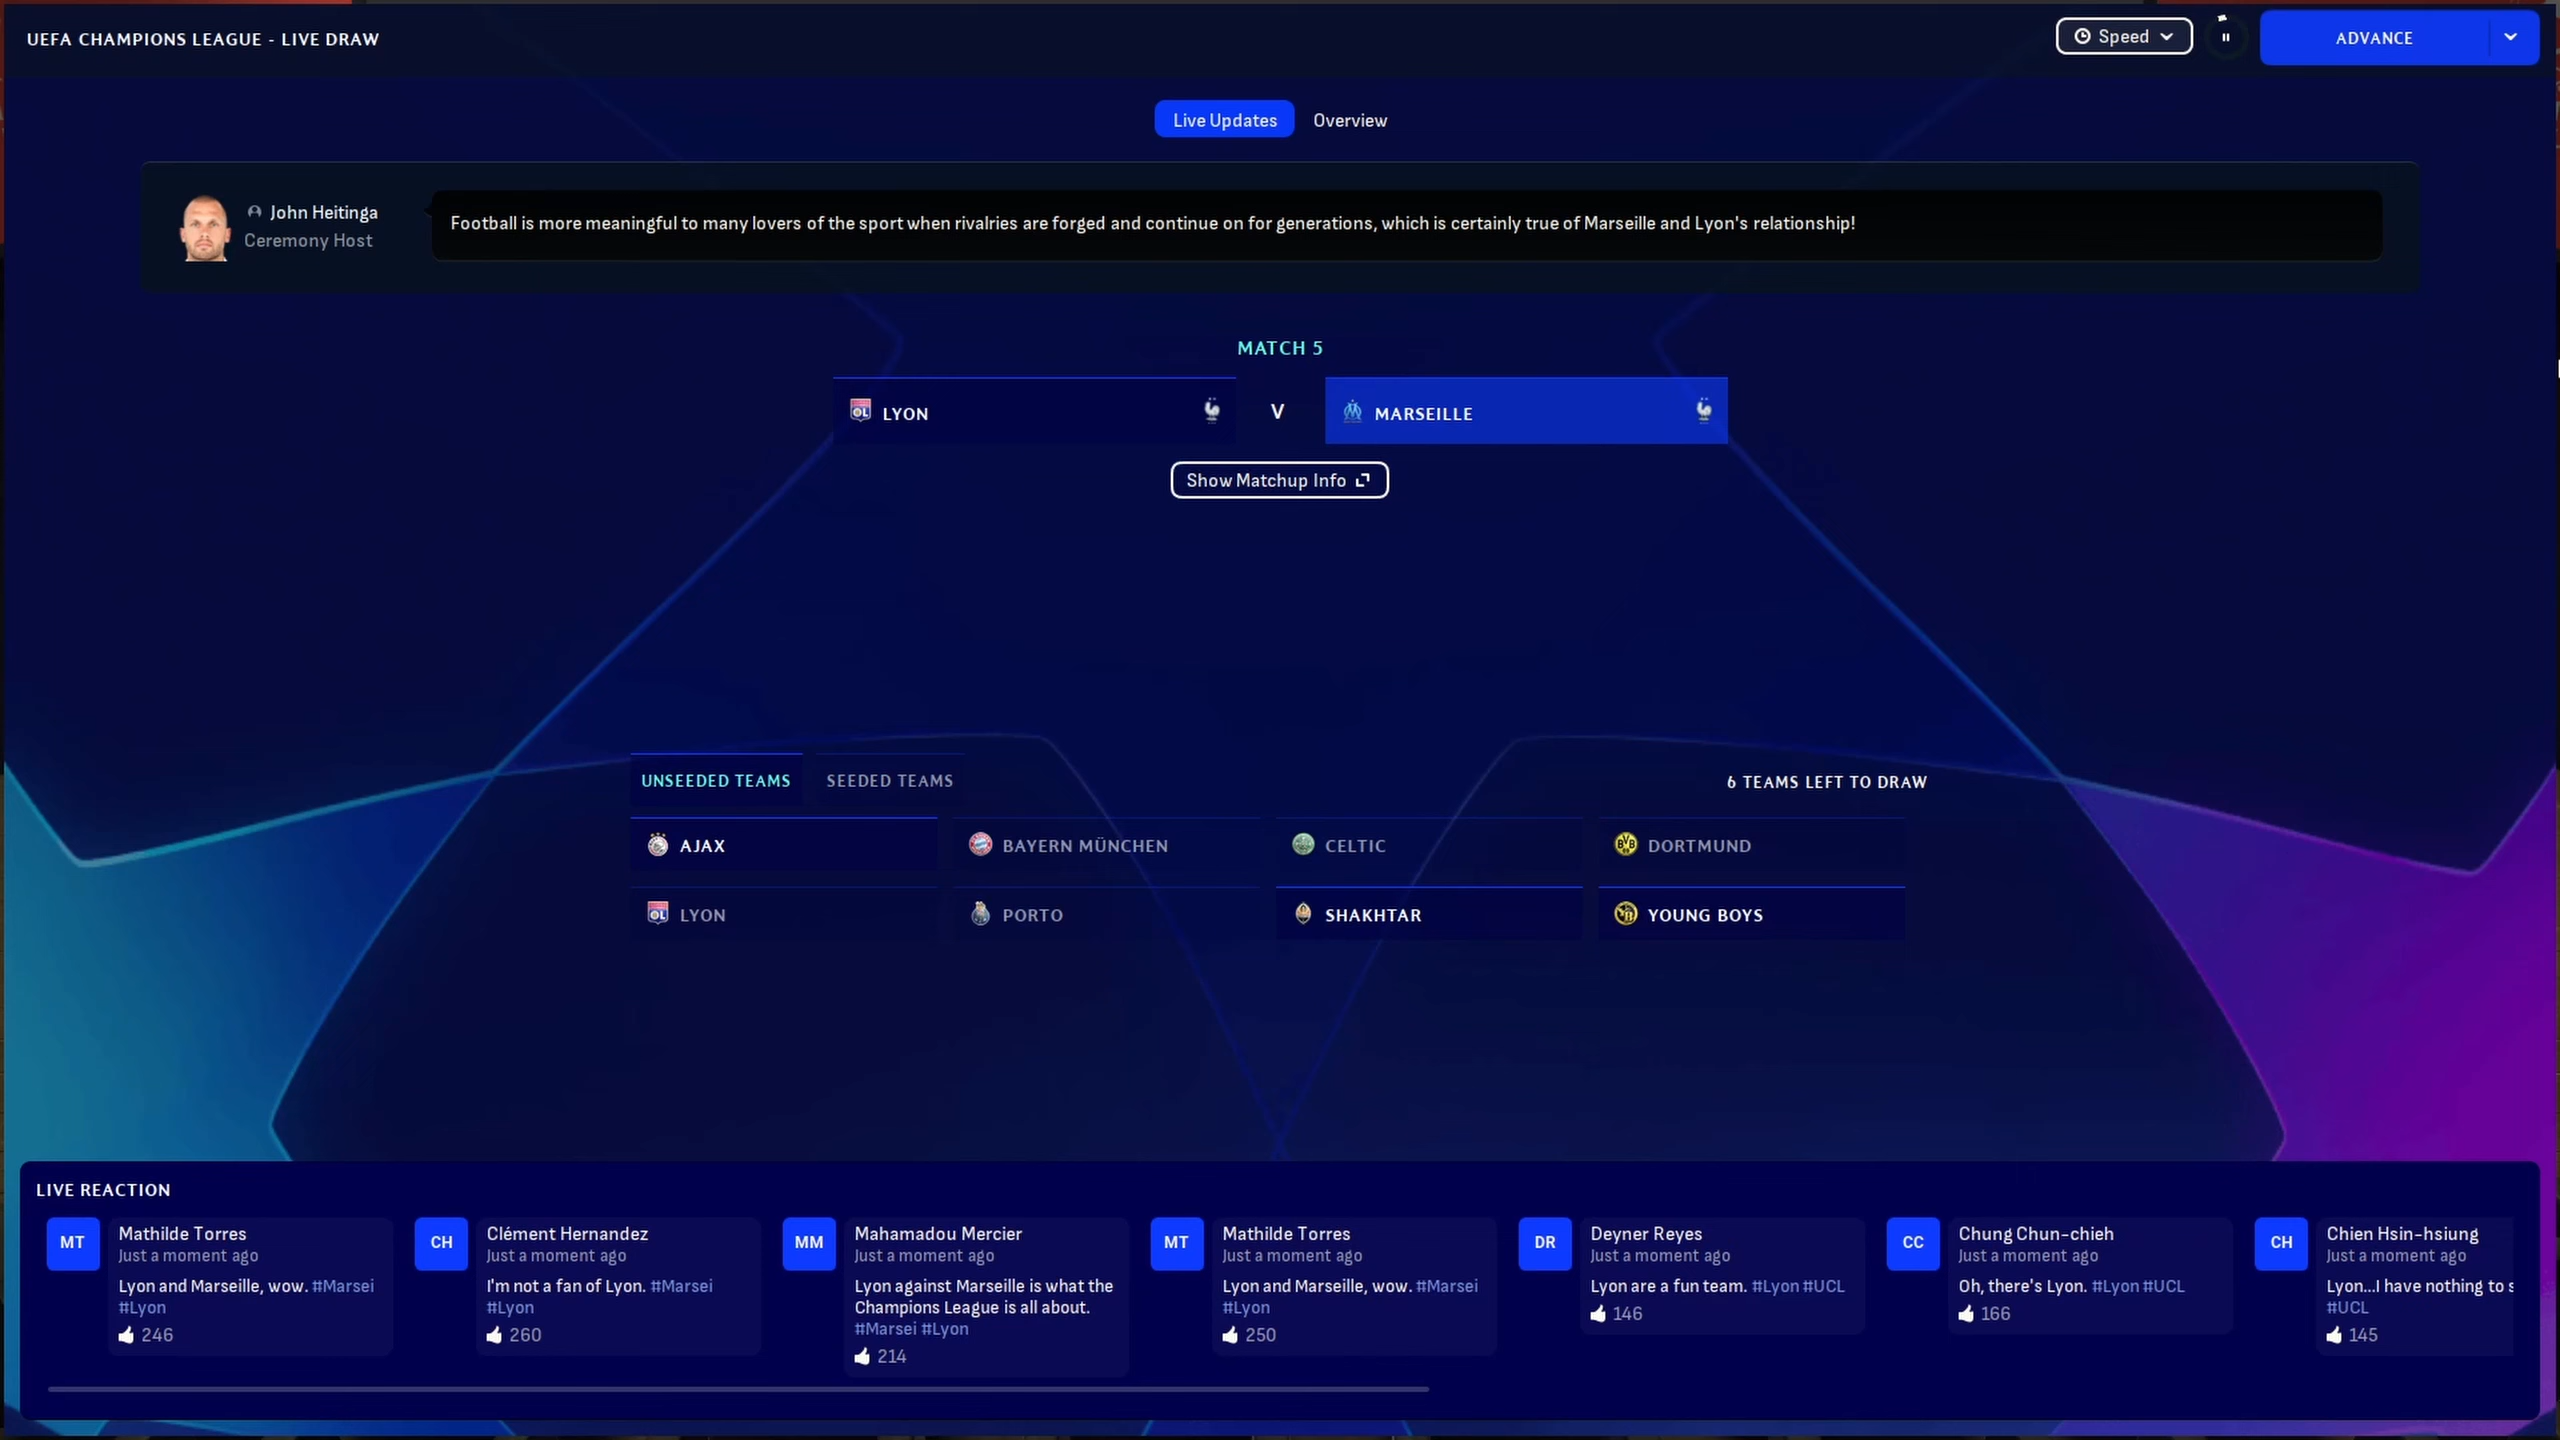 UEFA CHAMPIONS LEAGUE - LIVE DRAW
Speed
ADVANCE
Live Updates
Overview
John Heitinga
Ceremony Host
Football is more meaningful to many lovers of the sport when rivalries are forged and continue on for generations, which is certainly true of Marseille and Lyon's relationship!
MATCH 5
LYON
V
MARSEILLE
Show Matchup Info
UNSEEDED TEAMS
SEEDED TEAMS
6 TEAMS LEFT TO DRAW
AJAX
BAYERN MÜNCHEN
CELTIC
DORTMUND
LYON
PORTO
SHAKHTAR
YOUNG BOYS
LIVE REACTION
MT
Mathilde Torres
Just a moment ago
Lyon and Marseille, wow. #Marsei
#Lyon
246
CH
Clément Hernandez
Just a moment ago
I'm not a fan of Lyon. #Marsei
#Lyon
260
MM
Mahamadou Mercier
Just a moment ago
Lyon against Marseille is what the
Champions League is all about.
#Marsei #Lyon
214
MT
Mathilde Torres
Just a moment ago
Lyon and Marseille, wow. #Marsei
#Lyon
250
DR
Deyner Reyes
Just a moment ago
Lyon are a fun team. #Lyon #UCL
146
CC
Chung Chun-chieh
Just a moment ago
Oh, there's Lyon. #Lyon #UCL
166
CH
Chien Hsin-hsiung
Just a moment ago
Lyon...I have nothing to s
#UCL
145